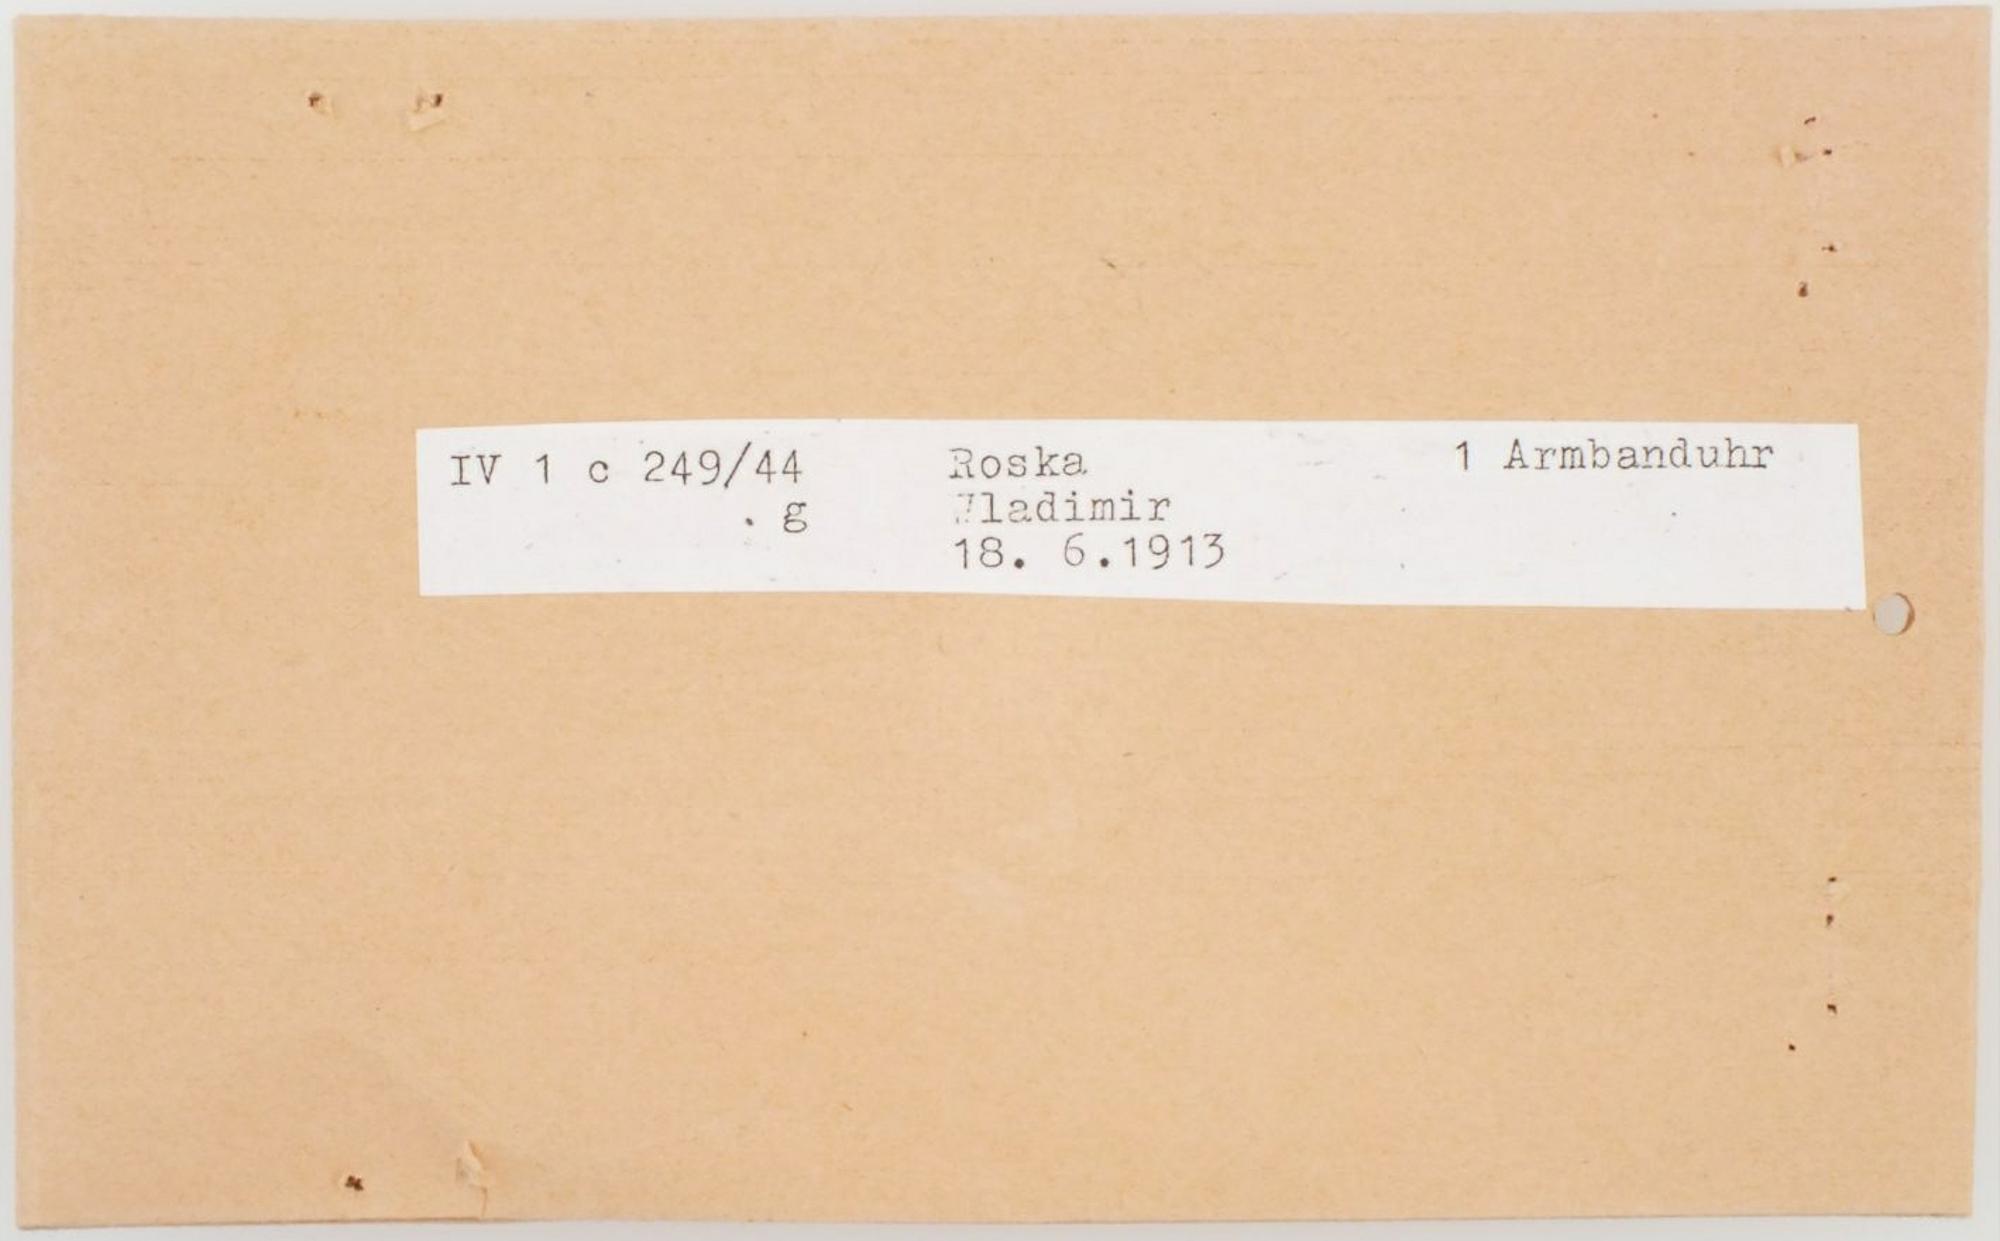 IV 1 c 249/44 Roska 1 Armbanduhr
. g Wladimir
18. 6.1913